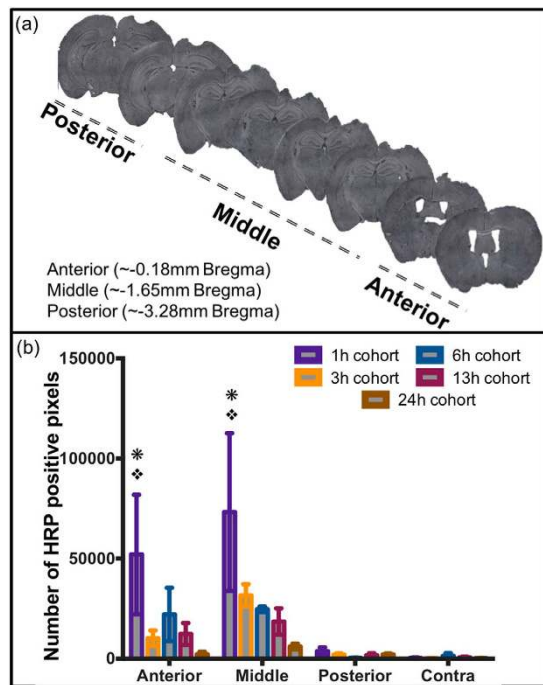 (a)
Posterior
Middle
Anterior
Anterior (~-0.18mm Bregma)
Middle (~-1.65mm Bregma)
Posterior (~-3.28mm Bregma)
(b)
150000
100000
50000
0
Number of HRP positive pixels
1h cohort
6h cohort
3h cohort
13h cohort
24h cohort
Anterior
Middle
Posterior
Contra